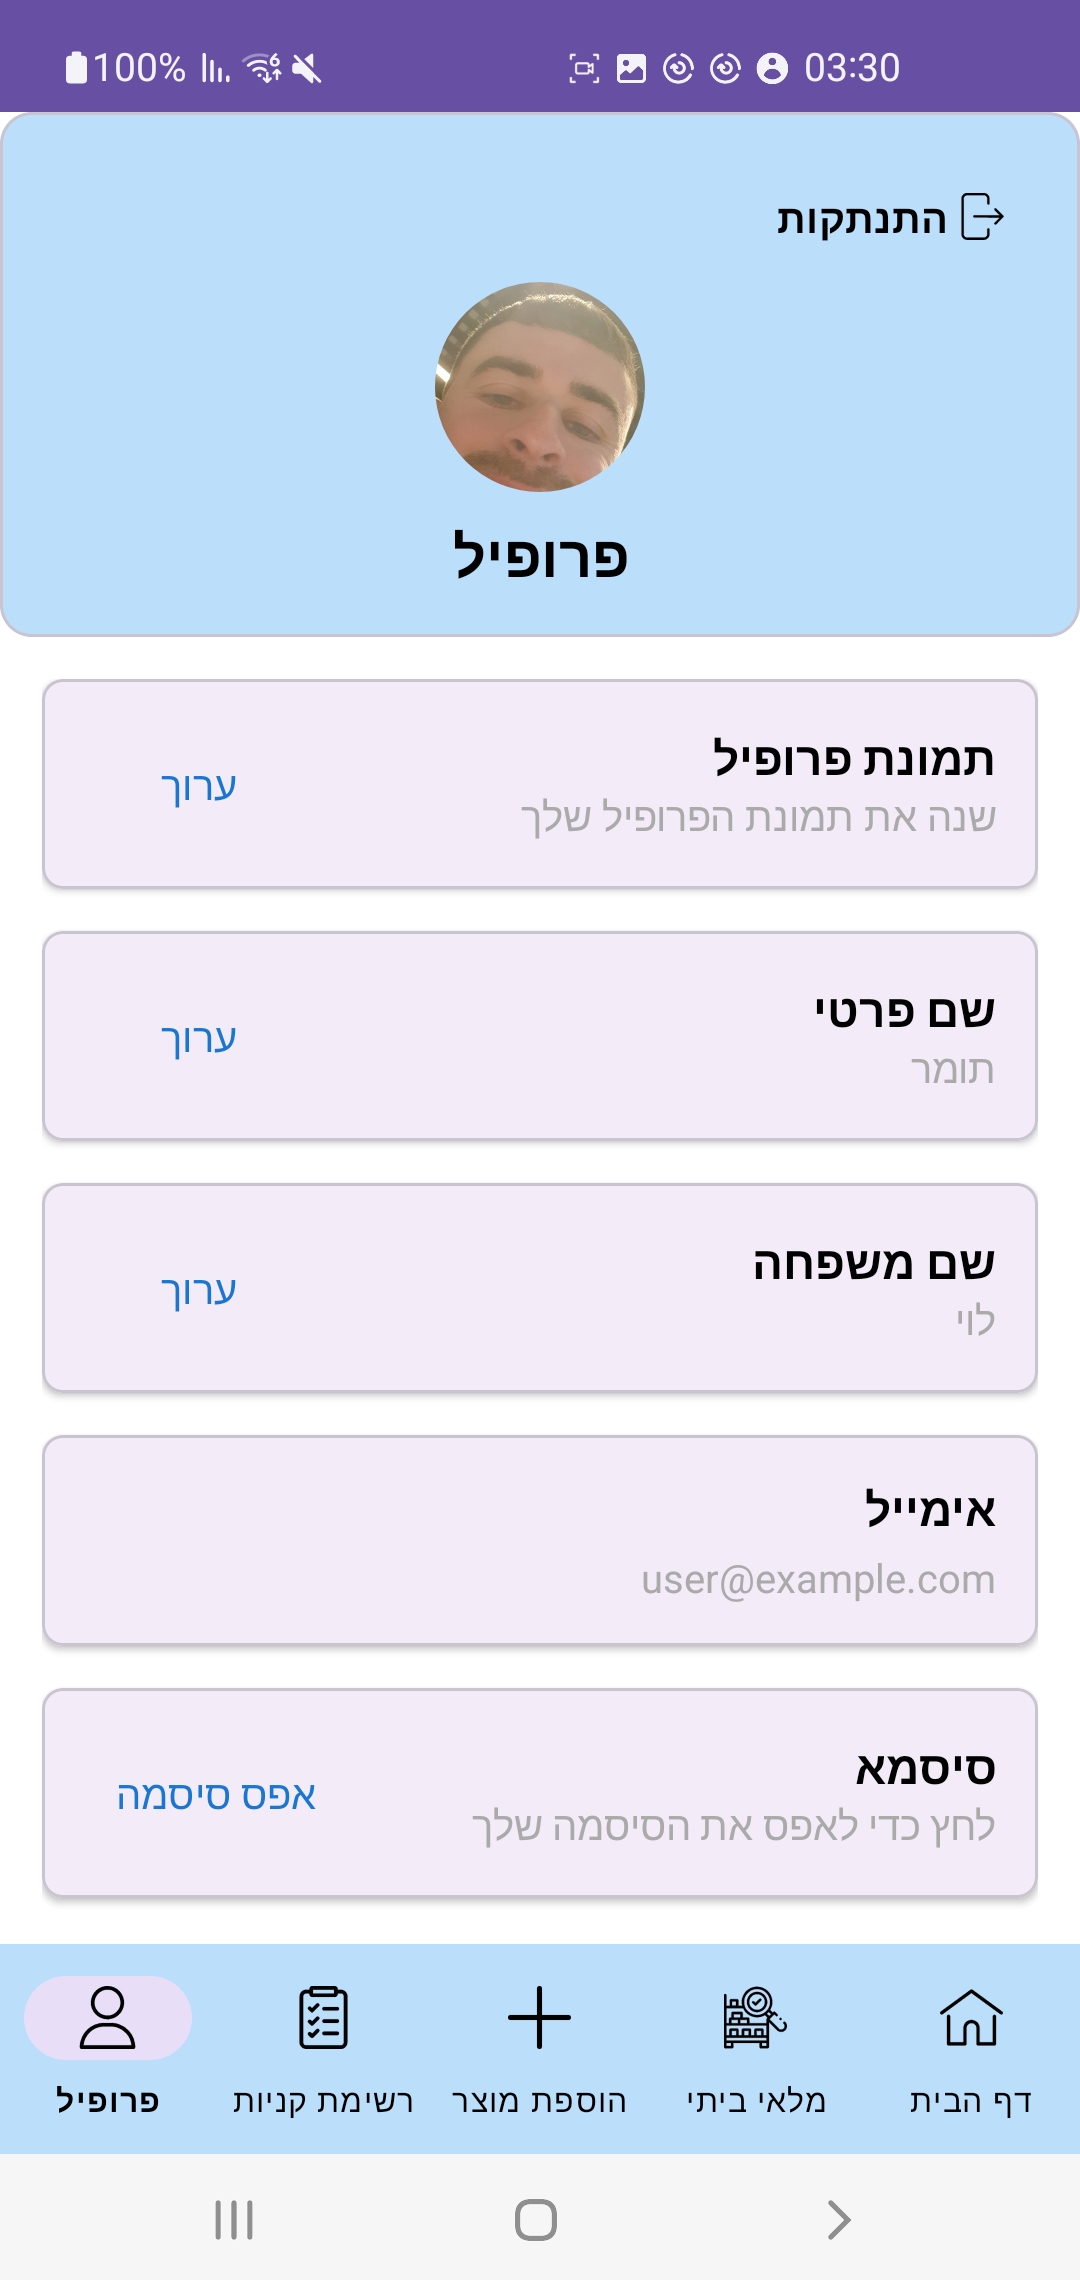 03:30
100%
התנתקות
פרופיל
תמונת פרופיל
שנה את תמונת הפרופיל שלך
ערוך
שם פרטי
תומר
ערוך
שם משפחה
לוי
ערוך
אימייל
user@example.com
סיסמא
לחץ כדי לאפס את הסיסמה שלך
אפס סיסמה
דף הבית
מלאי ביתי
הוספת מוצר
רשימת קניות
פרופיל